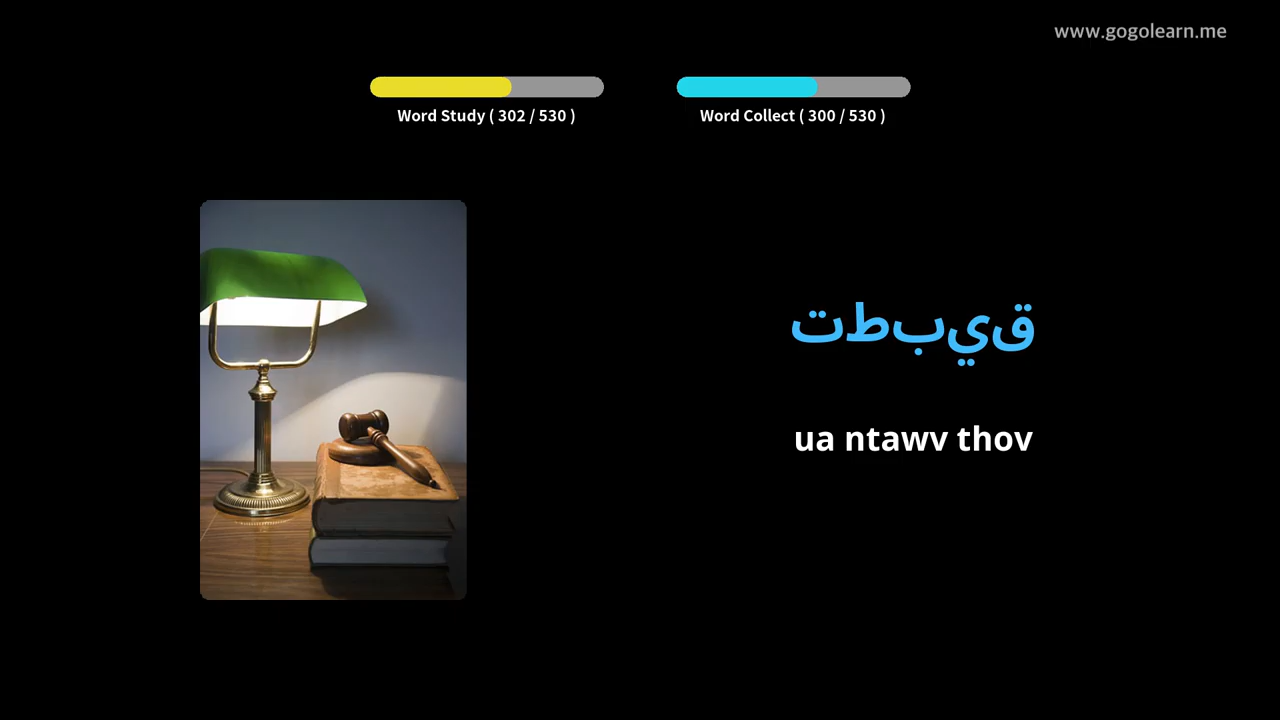 www.gogolearn.me
Word Study ( 302 / 530 )
Word Collect ( 300 / 530 )
تطبيق
ua ntawv thov